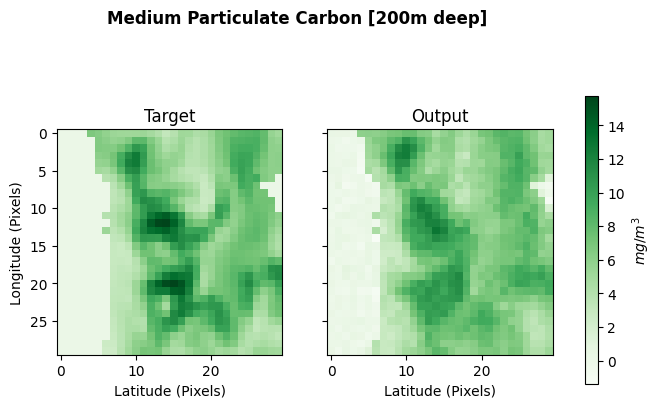 Medium Particulate Carbon [200m deep]
Target
Output
0
5
10
15
20
25
Longitude (Pixels)
0
10
20
Latitude (Pixels)
0
10
20
Latitude (Pixels)
14
12
10
8
6
4
2
0
mg/m³